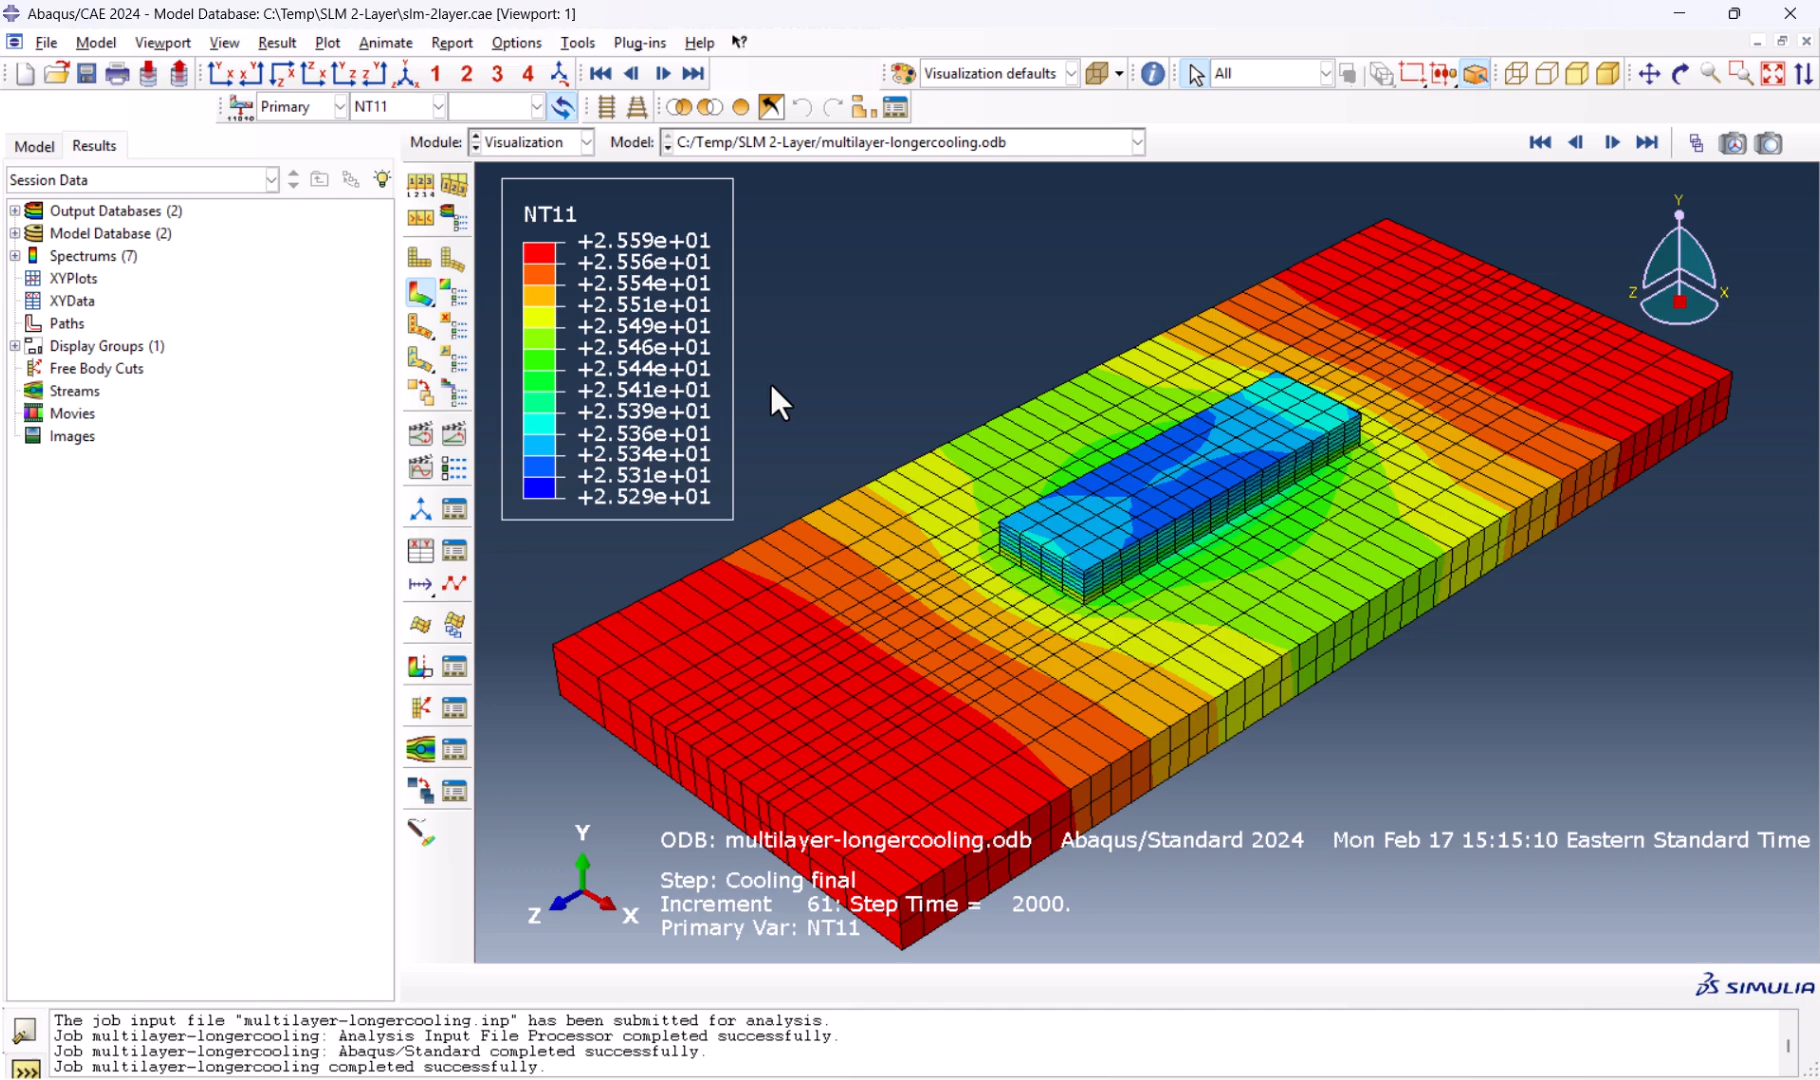 Abaqus/CAE 2024 - Model Database: C:\Temp\SLM 2-Layer\slm-2layer.cae [Viewport: 1]
File Model Viewport View Result Plot Animate Report Options Tools Plug-ins Help
1 2 3 4 Visualization defaults All
Primary NT11
Model Results Module: Visualization Model: C:/Temp/SLM 2-Layer/multilayer-longercooling.odb
Session Data
Output Databases (2)
Model Database (2)
Spectrums (7)
XYPlots
XYData
Paths
Display Groups (1)
Free Body Cuts
Streams
Movies
Images
NT11
+2.559e+01
+2.556e+01
+2.554e+01
+2.551e+01
+2.549e+01
+2.546e+01
+2.544e+01
+2.541e+01
+2.539e+01
+2.536e+01
+2.534e+01
+2.531e+01
+2.529e+01
Y
Z X
Y
Z X
ODB: multilayer-longercooling.odb Abaqus/Standard 2024 Mon Feb 17 15:15:10 Eastern Standard Time
Step: Cooling final
Increment 61: Step Time = 2000.
Primary Var: NT11
SIMULIA
The job input file "multilayer-longercooling.inp" has been submitted for analysis.
Job multilayer-longercooling: Analysis Input File Processor completed successfully.
Job multilayer-longercooling: Abaqus/Standard completed successfully.
Job multilayer-longercooling completed successfully.
>>>